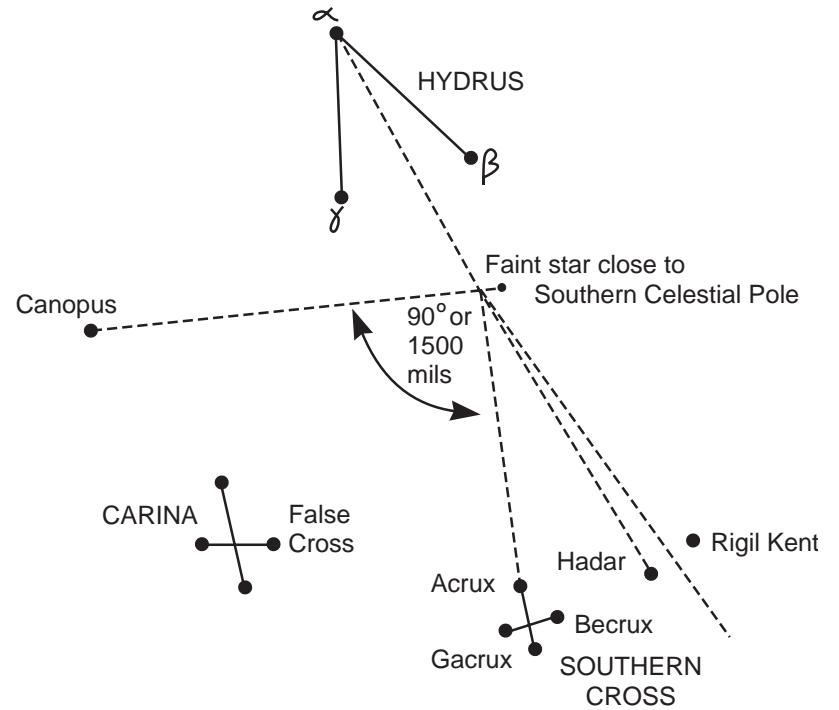 α
HYDRUS
β
γ
Faint star close to
Southern Celestial Pole
Canopus
90° or
1500
mils
CARINA
False
Cross
Rigil Kent
Hadar
Acrux
Becrux
Gacrux
SOUTHERN
CROSS